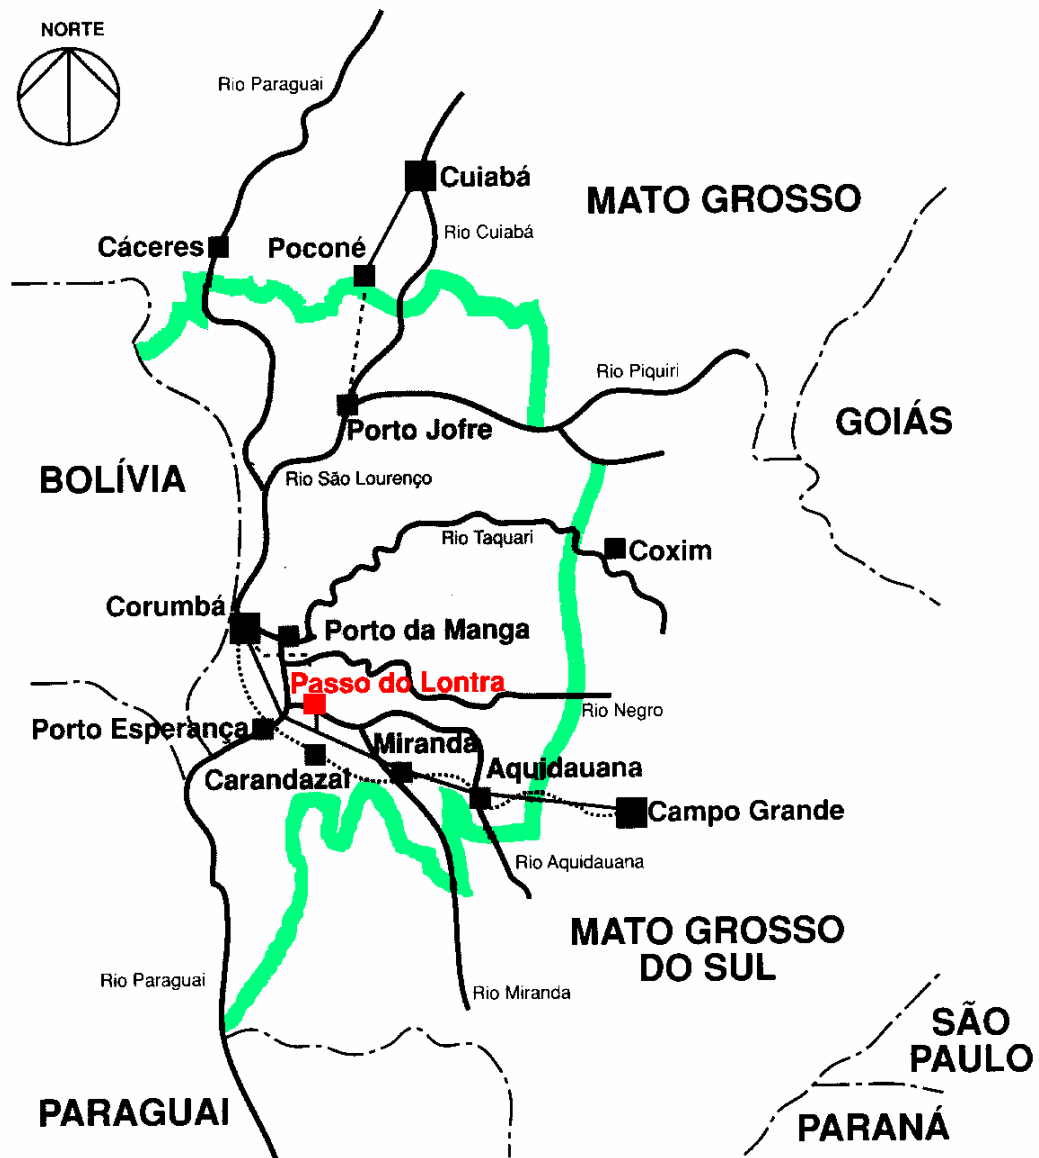 NORTE
Rio Paraguai
Cuiabá
MATO GROSSO
Rio Cuiabá
Cáceres
Poconé
Rio Piquiri
GOIÁS
Porto Jofre
BOLÍVIA
Rio São Lourenço
Rio Taquari
Coxim
Corumbá
Porto da Manga
Passo do Lontra
Rio Negro
Porto Esperança
Miranda
Carandazal
Aquidauana
Campo Grande
Rio Aquidauana
MATO GROSSO
DO SUL
Rio Paraguai
Rio Miranda
SÃO
PAULO
PARAGUAI
PARANÁ